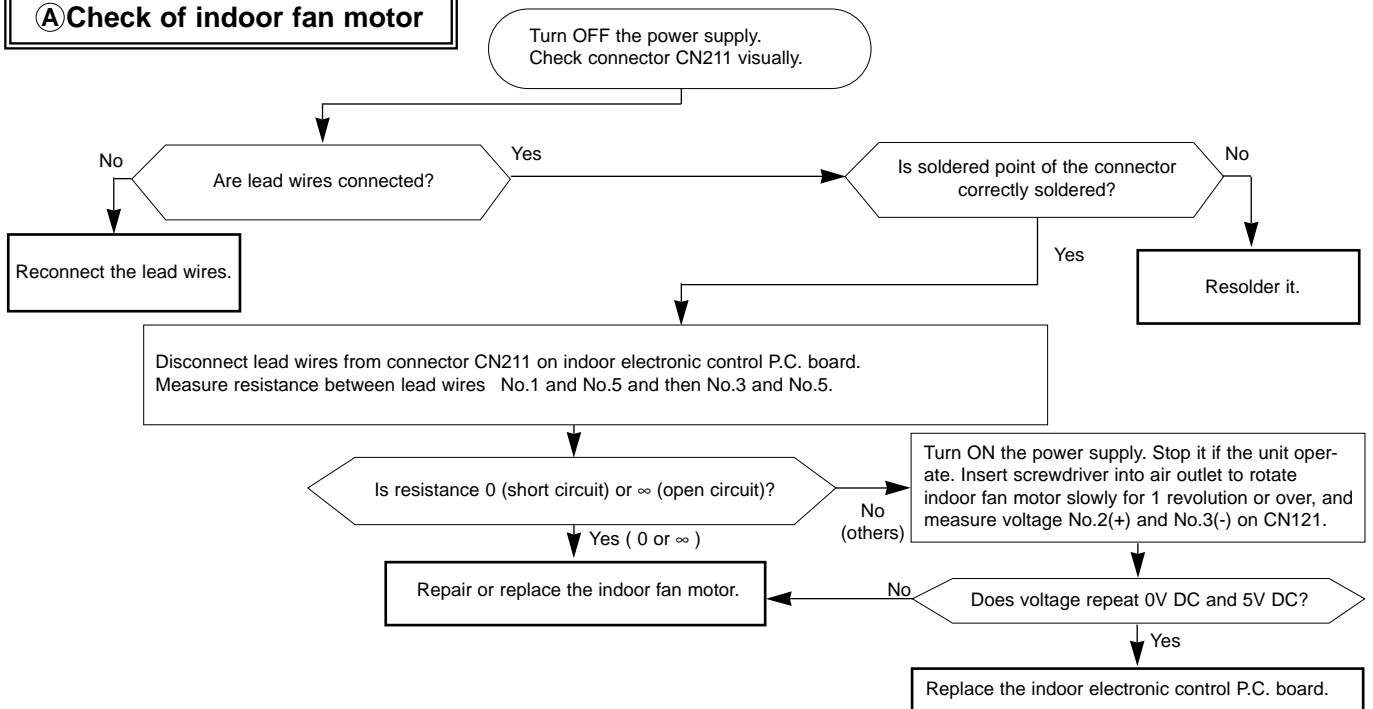 ⒶCheck of indoor fan motor
Turn OFF the power supply.
Check connector CN211 visually.
No
Are lead wires connected?
Yes
Is soldered point of the connector
correctly soldered?
No
Reconnect the lead wires.
Yes
Resolder it.
Disconnect lead wires from connector CN211 on indoor electronic control P.C. board.
Measure resistance between lead wires No.1 and No.5 and then No.3 and No.5.
Is resistance 0 (short circuit) or ∞ (open circuit)?
No
(others)
Turn ON the power supply. Stop it if the unit oper-
ate. Insert screwdriver into air outlet to rotate
indoor fan motor slowly for 1 revolution or over, and
measure voltage No.2(+) and No.3(-) on CN121.
Yes ( 0 or ∞ )
Repair or replace the indoor fan motor.
No
Does voltage repeat 0V DC and 5V DC?
Yes
Replace the indoor electronic control P.C. board.